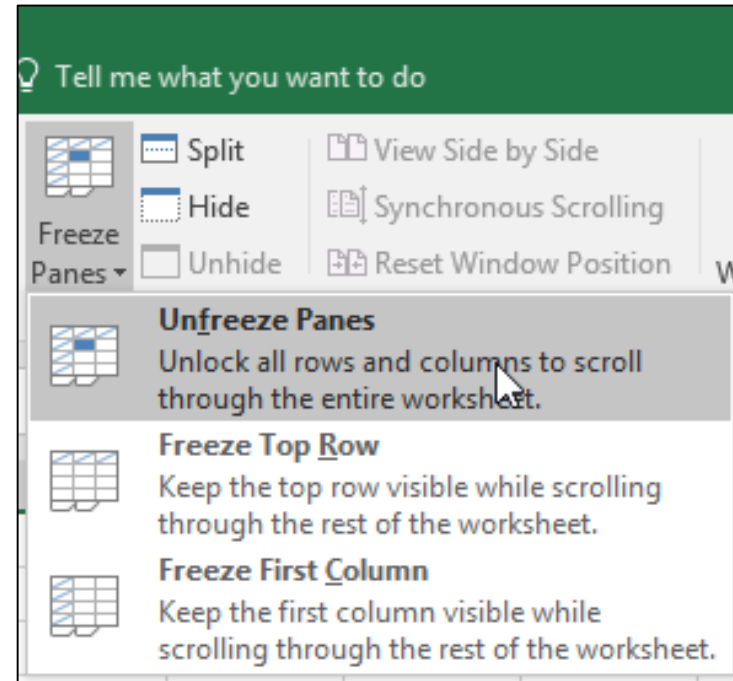 Tell me what you want to do
Split
View Side by Side
Hide
Synchronous Scrolling
Freeze
Panes
Unhide
Reset Window Position
Unfreeze Panes
Unlock all rows and columns to scroll
through the entire worksheet.
Freeze Top Row
Keep the top row visible while scrolling
through the rest of the worksheet.
Freeze First Column
Keep the first column visible while
scrolling through the rest of the worksheet.